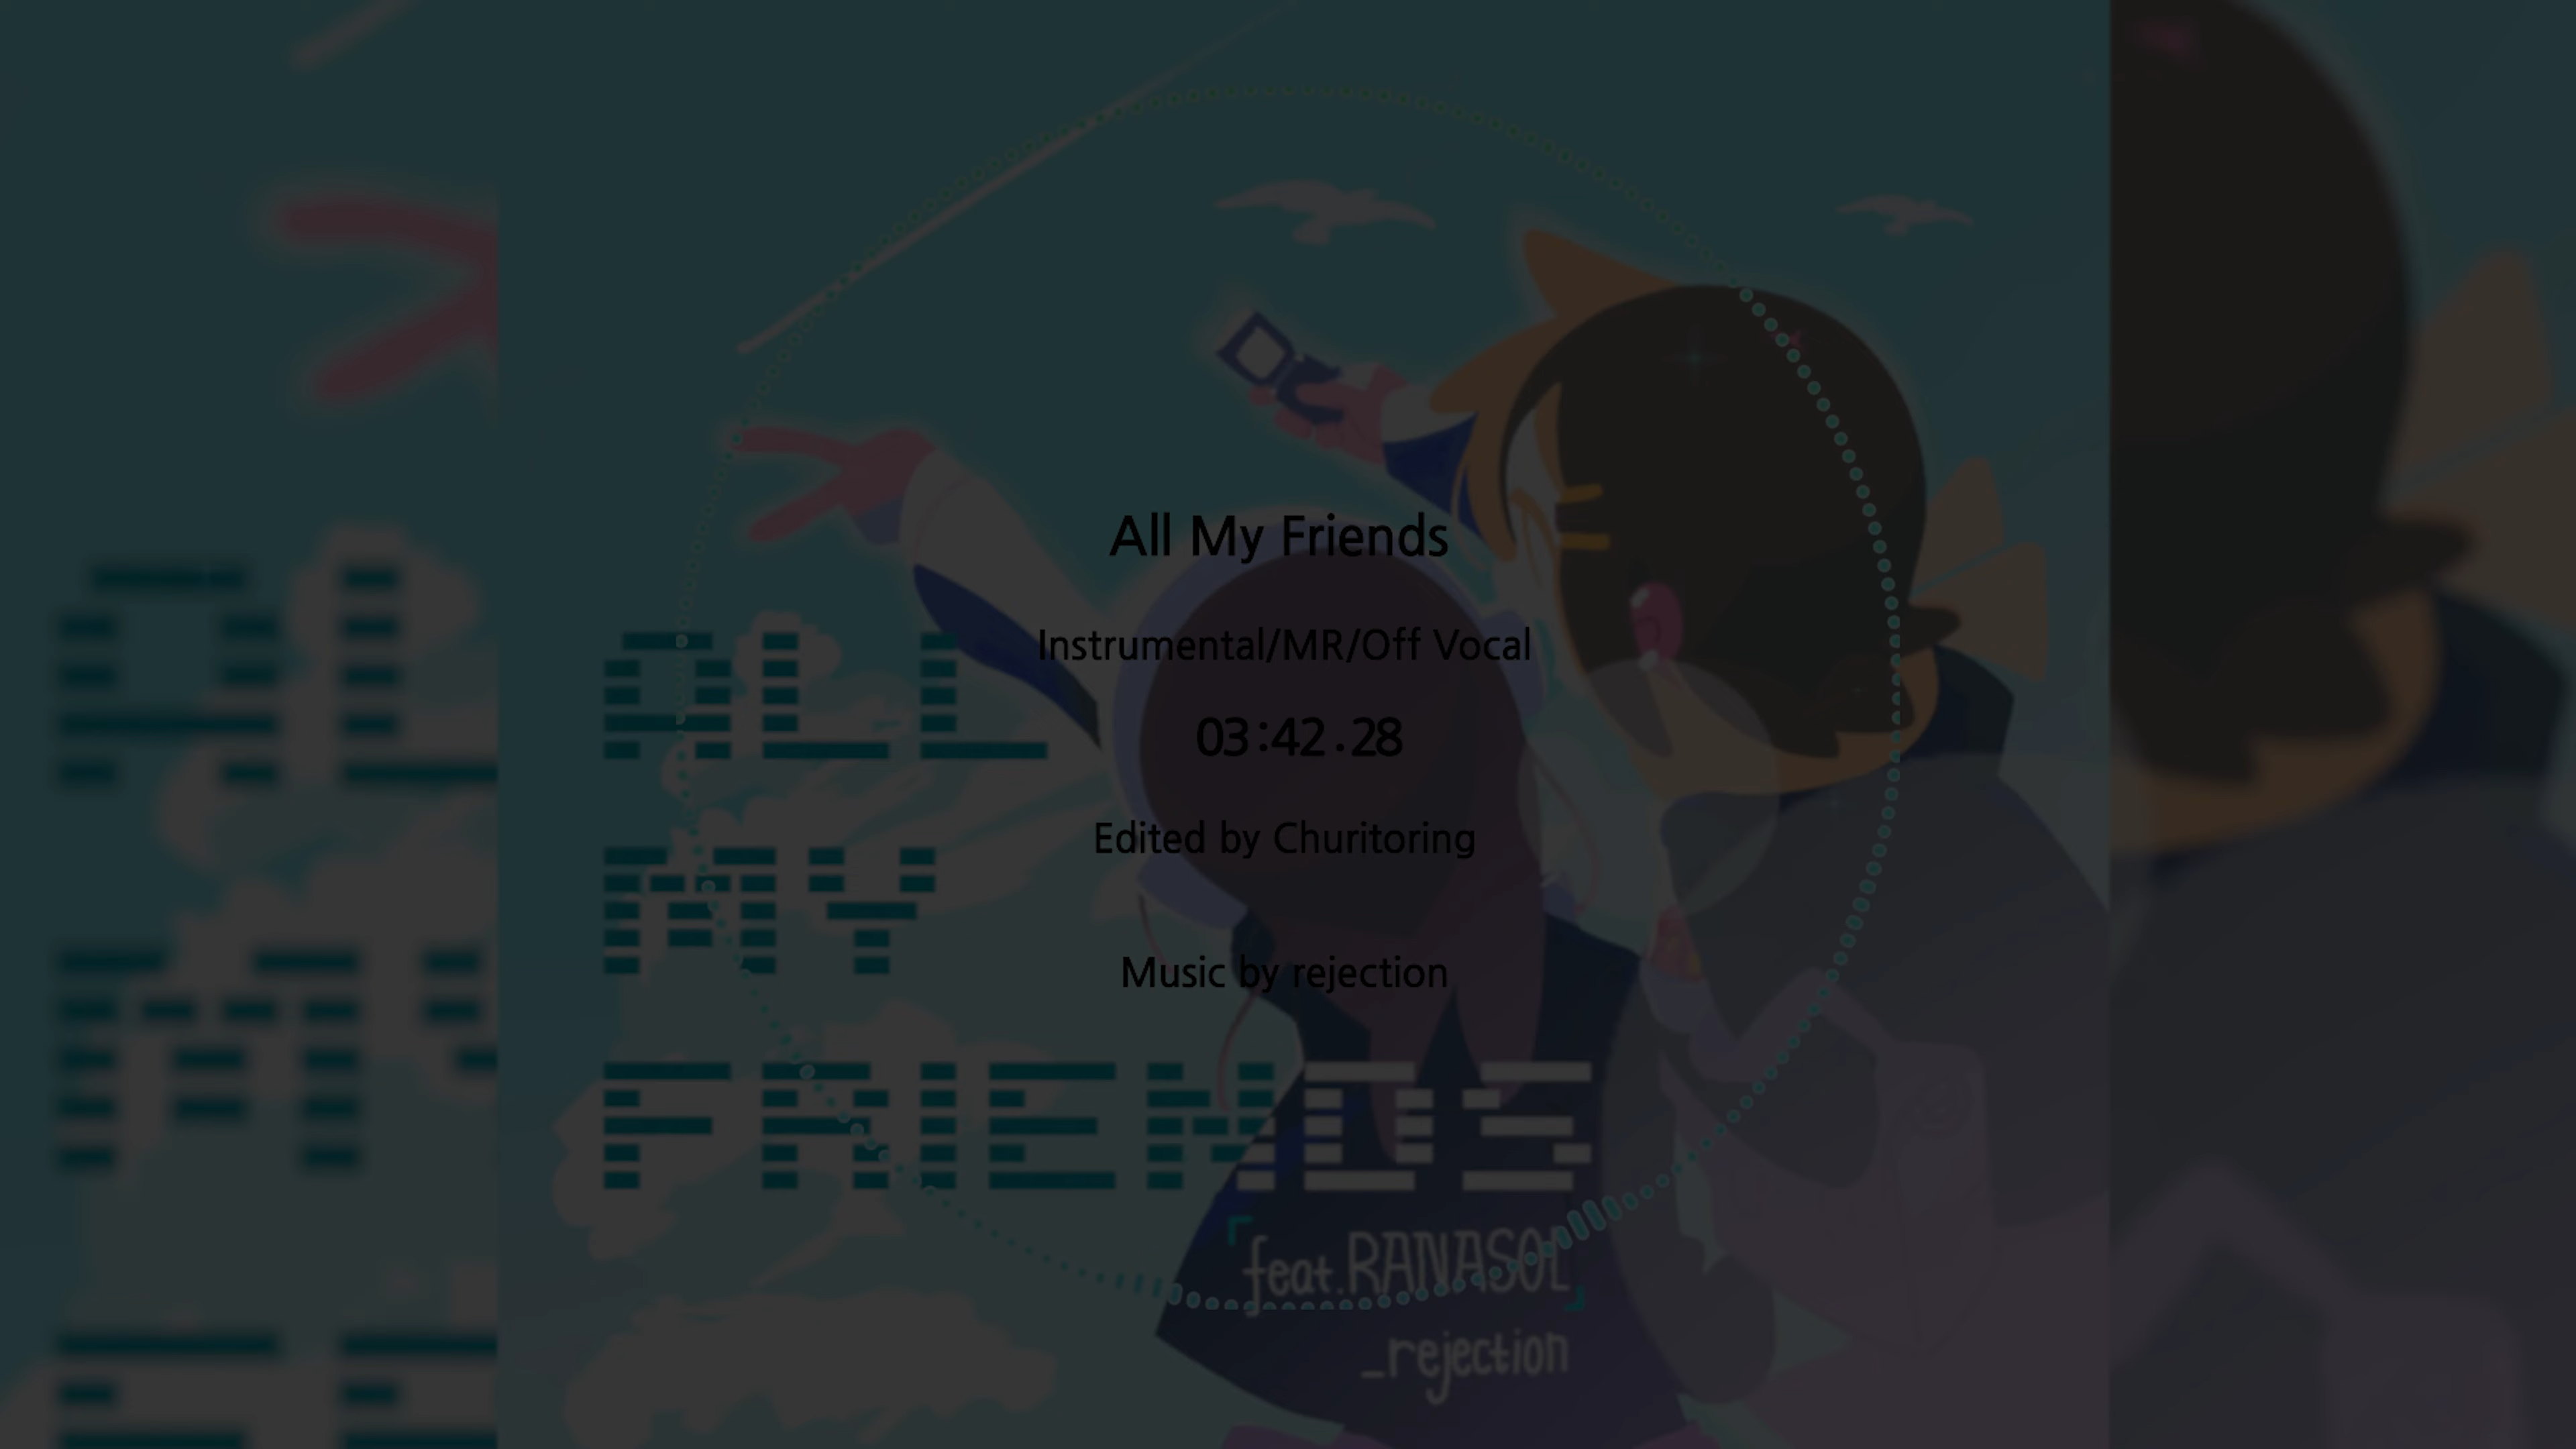 All My Friends
Instrumental/MR/Off Vocal
03:42.28
Edited by Churitoring
Music by rejection
ALL
MY
FRIENDS
「feat.RANASOL」
_rejection